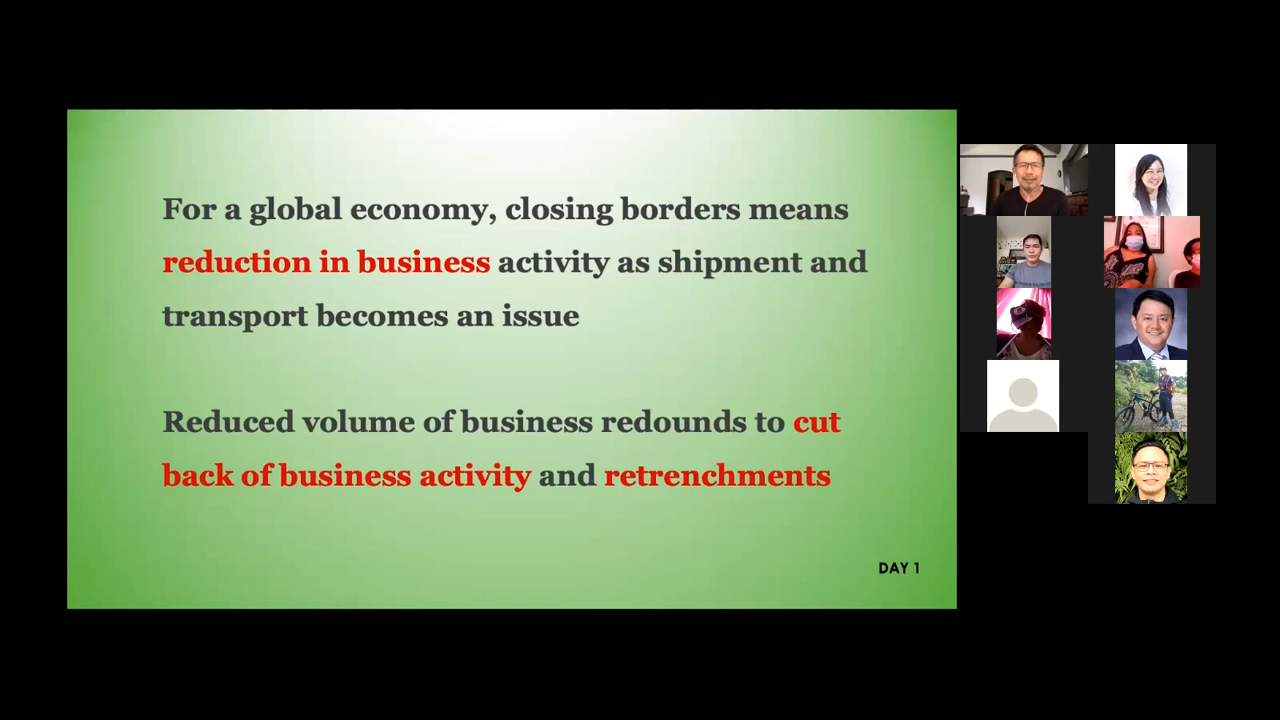 For a global economy, closing borders means
reduction in business activity as shipment and
transport becomes an issue
Reduced volume of business redounds to cut
back of business activity and retrenchments
DAY 1